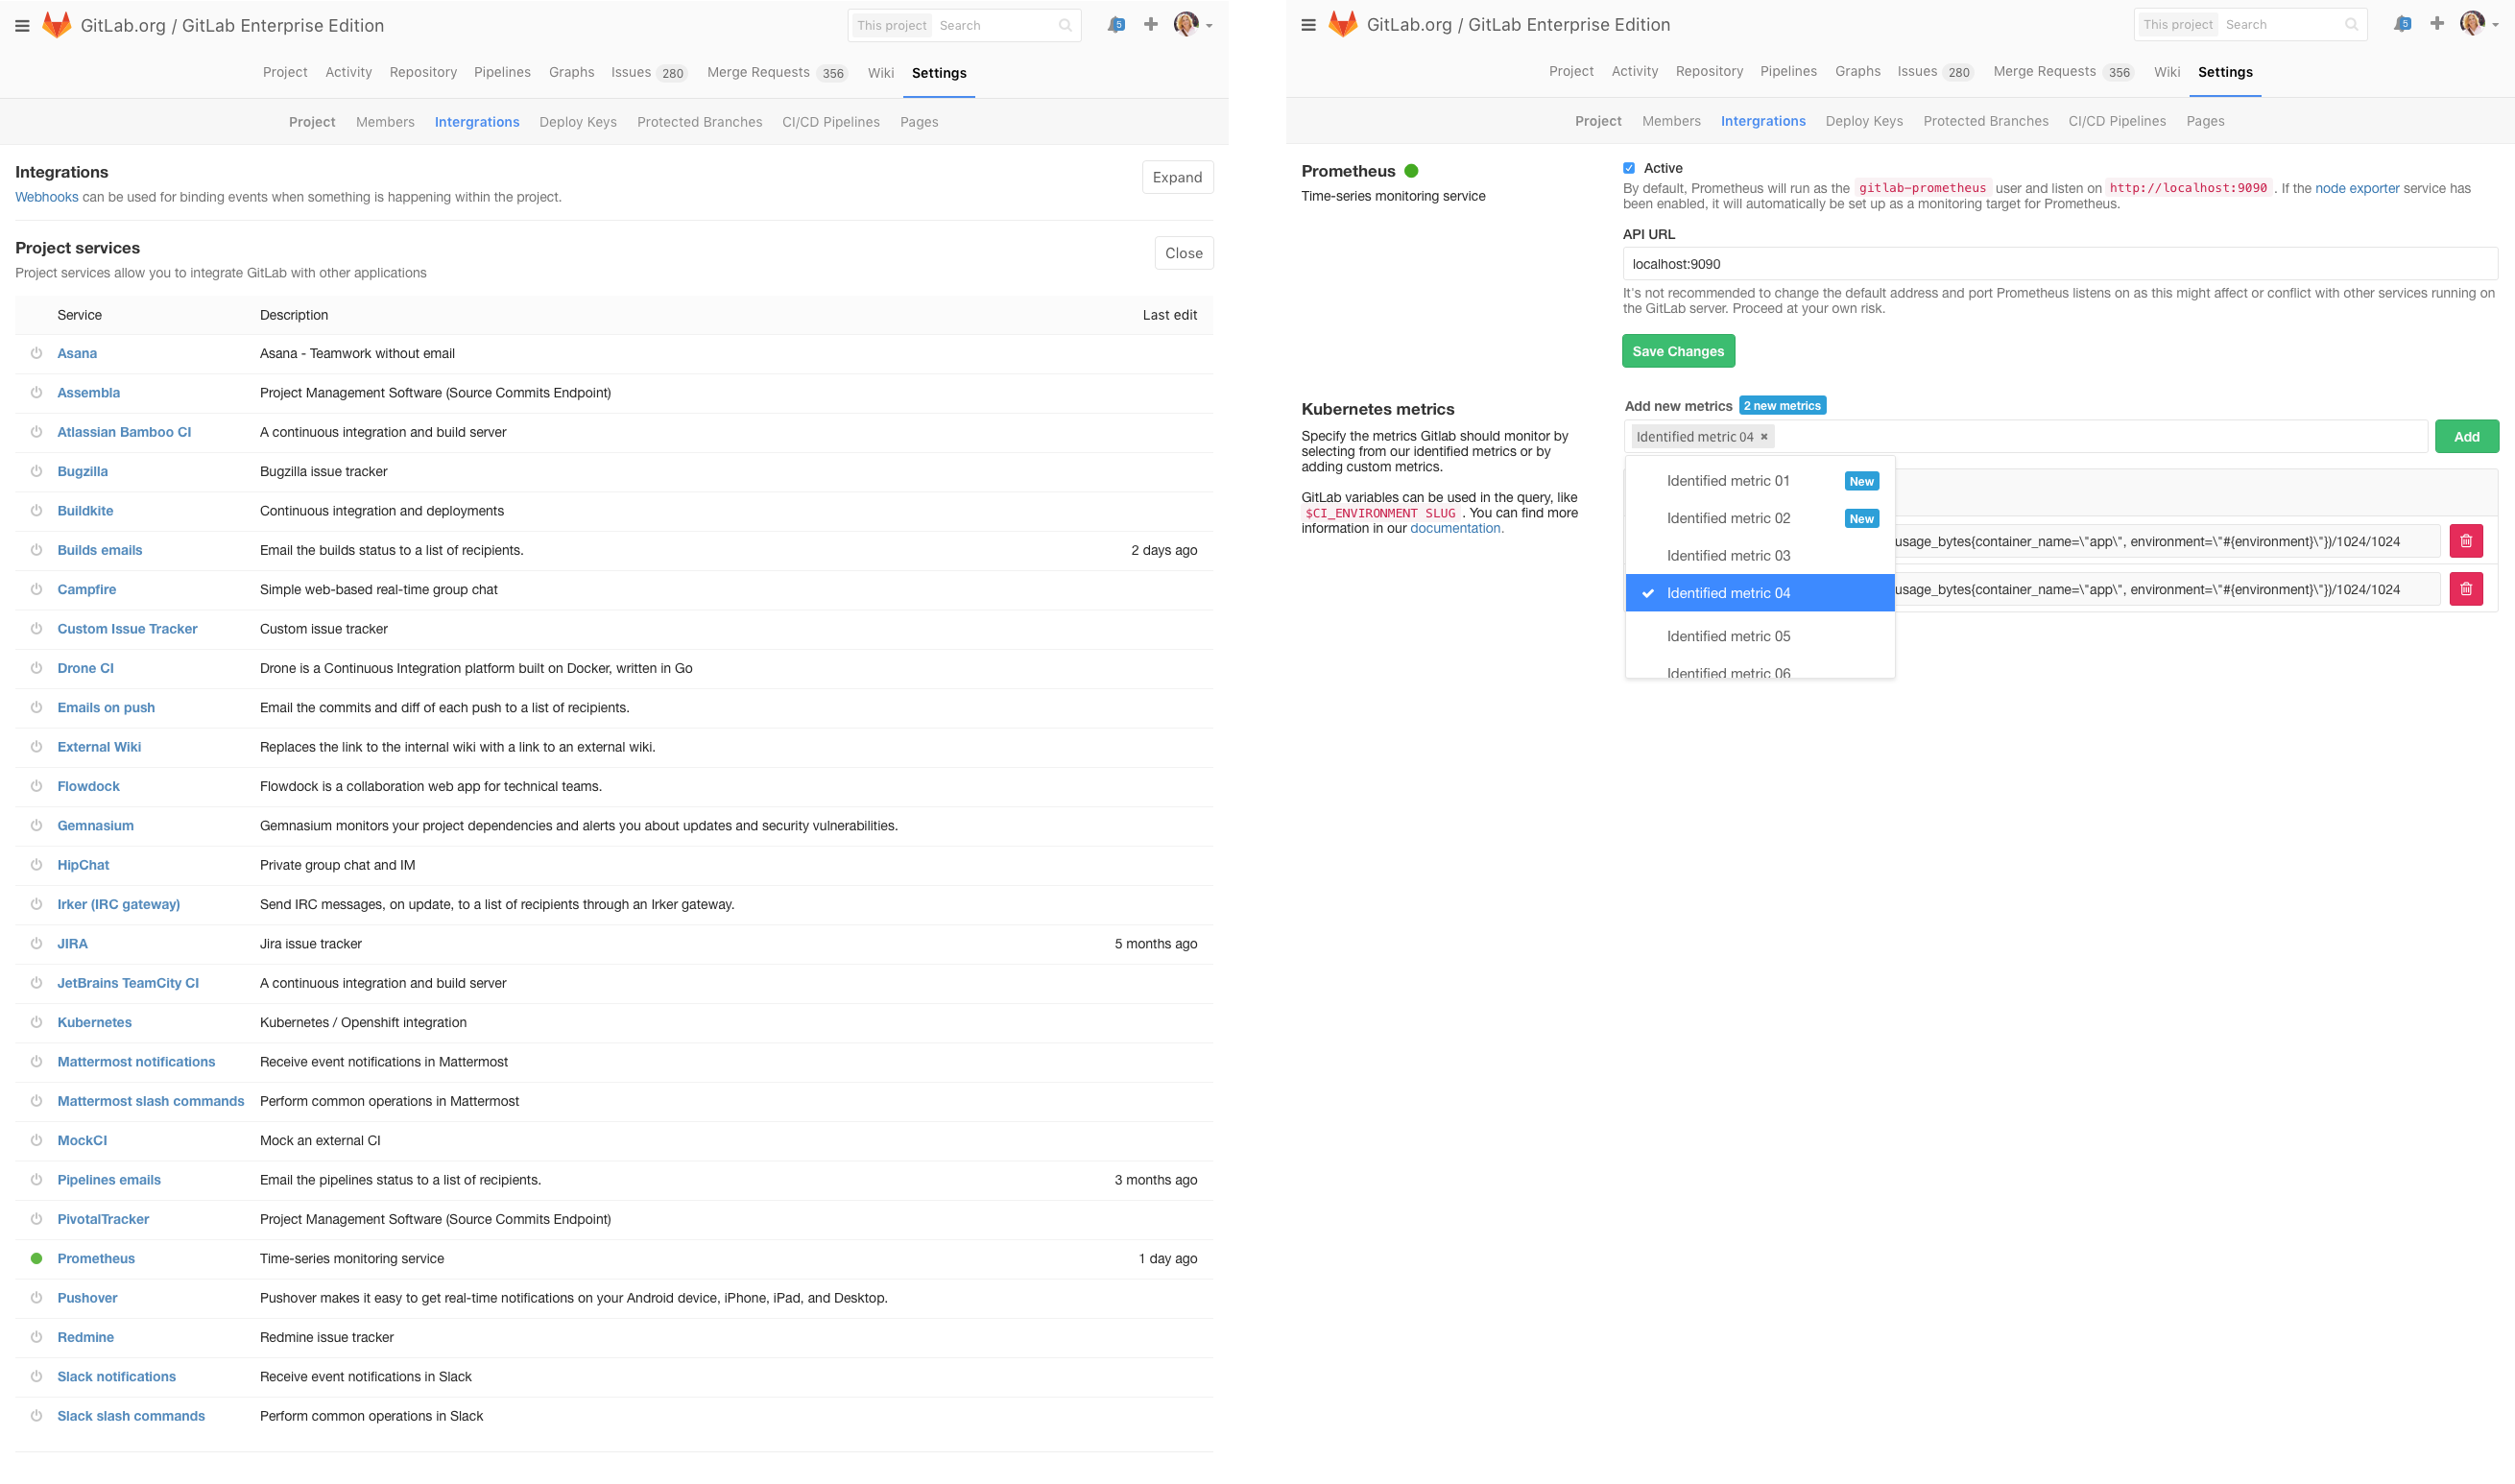 GitLab.org / GitLab Enterprise Edition
This project Search 5
Project Activity Repository Pipelines Graphs Issues 280 Merge Requests 356 Wiki Settings
Project Members Intergrations Deploy Keys Protected Branches CI/CD Pipelines Pages
Integrations
Expand
Webhooks can be used for binding events when something is happening within the project.
Project services
Close
Project services allow you to integrate GitLab with other applications
Service Description Last edit
Asana Asana - Teamwork without email
Assembla Project Management Software (Source Commits Endpoint)
Atlassian Bamboo CI A continuous integration and build server
Bugzilla Bugzilla issue tracker
Buildkite Continuous integration and deployments
Builds emails Email the builds status to a list of recipients. 2 days ago
Campfire Simple web-based real-time group chat
Custom Issue Tracker Custom issue tracker
Drone CI Drone is a Continuous Integration platform built on Docker, written in Go
Emails on push Email the commits and diff of each push to a list of recipients.
External Wiki Replaces the link to the internal wiki with a link to an external wiki.
Flowdock Flowdock is a collaboration web app for technical teams.
Gemnasium Gemnasium monitors your project dependencies and alerts you about updates and security vulnerabilities.
HipChat Private group chat and IM
Irker (IRC gateway) Send IRC messages, on update, to a list of recipients through an Irker gateway.
JIRA Jira issue tracker 5 months ago
JetBrains TeamCity CI A continuous integration and build server
Kubernetes Kubernetes / Openshift integration
Mattermost notifications Receive event notifications in Mattermost
Mattermost slash commands Perform common operations in Mattermost
MockCI Mock an external CI
Pipelines emails Email the pipelines status to a list of recipients. 3 months ago
PivotalTracker Project Management Software (Source Commits Endpoint)
Prometheus Time-series monitoring service 1 day ago
Pushover Pushover makes it easy to get real-time notifications on your Android device, iPhone, iPad, and Desktop.
Redmine Redmine issue tracker
Slack notifications Receive event notifications in Slack
Slack slash commands Perform common operations in Slack
GitLab.org / GitLab Enterprise Edition
This project Search 5
Project Activity Repository Pipelines Graphs Issues 280 Merge Requests 356 Wiki Settings
Project Members Intergrations Deploy Keys Protected Branches CI/CD Pipelines Pages
Prometheus
Time-series monitoring service
Active
By default, Prometheus will run as the gitlab-prometheus user and listen on http://localhost:9090 . If the node exporter service has
been enabled, it will automatically be set up as a monitoring target for Prometheus.
API URL
localhost:9090
It's not recommended to change the default address and port Prometheus listens on as this might affect or conflict with other services running on
the GitLab server. Proceed at your own risk.
Save Changes
Kubernetes metrics
Specify the metrics Gitlab should monitor by
selecting from our identified metrics or by
adding custom metrics.
GitLab variables can be used in the query, like
$CI_ENVIRONMENT SLUG . You can find more
information in our documentation.
Add new metrics 2 new metrics
Identified metric 04 ×
Add
Identified metric 01 New
Identified metric 02 New
Identified metric 03
Identified metric 04
Identified metric 05
Identified metric 06
usage_bytes{container_name=\"app\", environment=\"#{environment}\"})/1024/1024
usage_bytes{container_name=\"app\", environment=\"#{environment}\"})/1024/1024